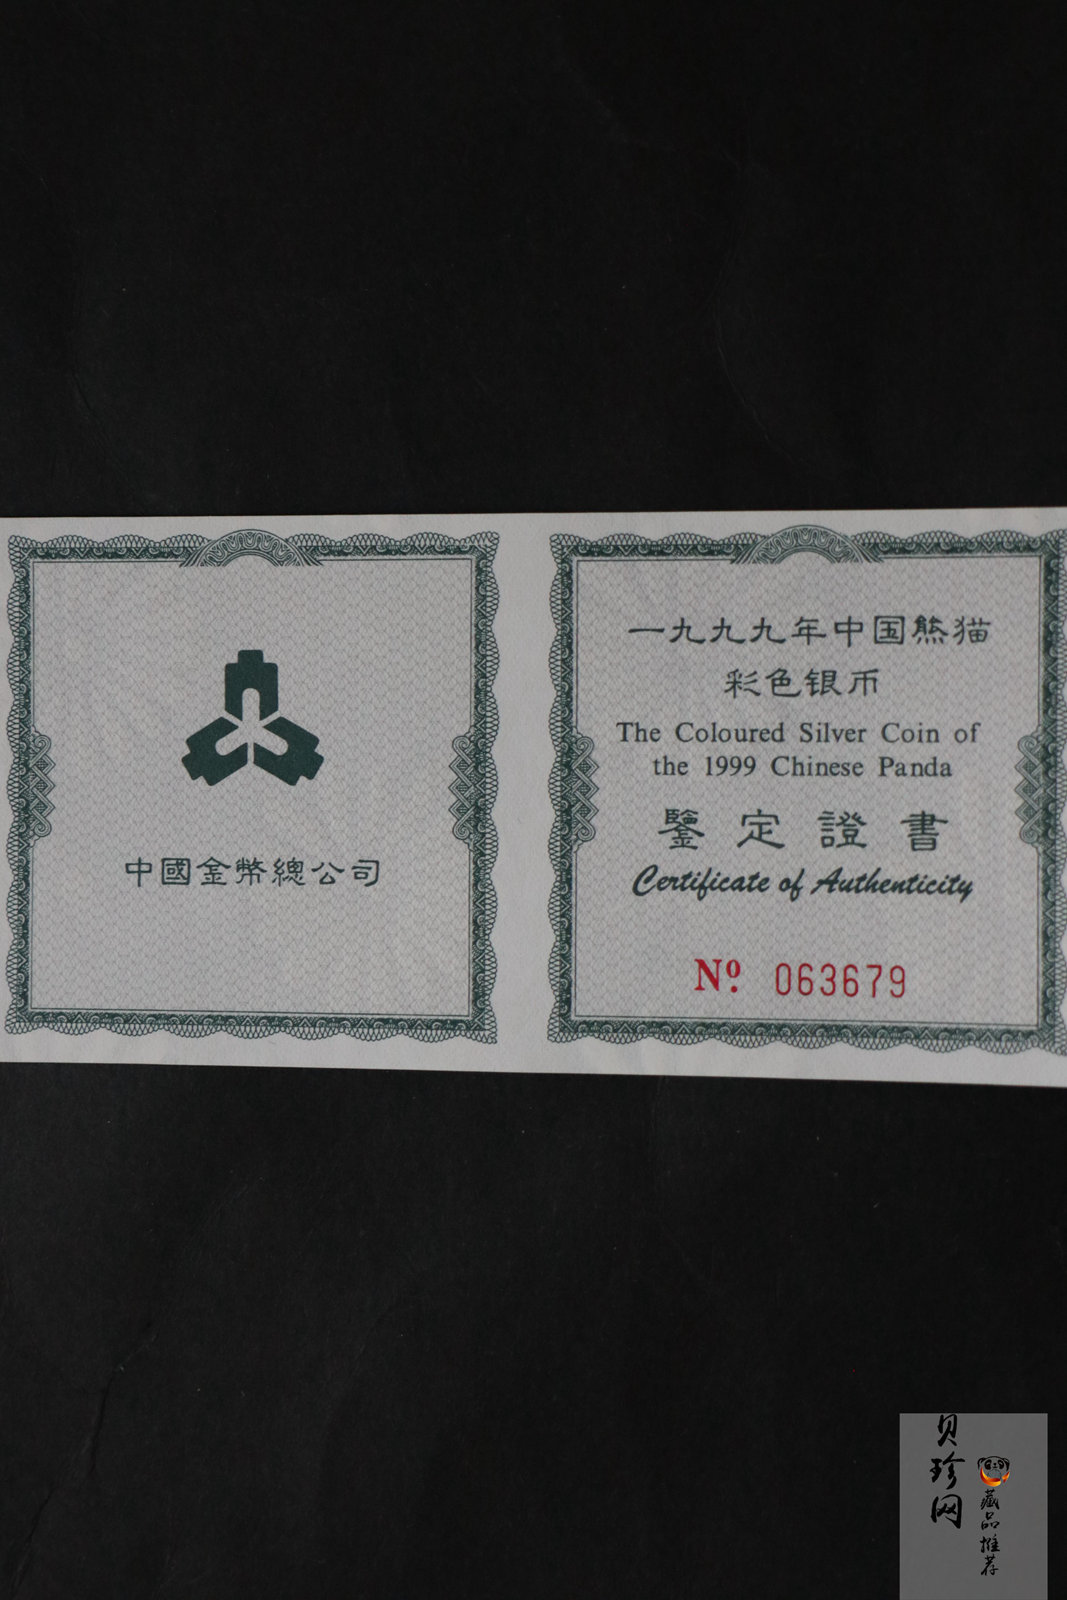 中國金幣總公司
一九九九年中国熊猫
彩色银币
The Coloured Silver Coin of
the 1999 Chinese Panda
鑒定證書
Certificate of Authenticity
Nº. 063679
贝珍网
藏品推荐